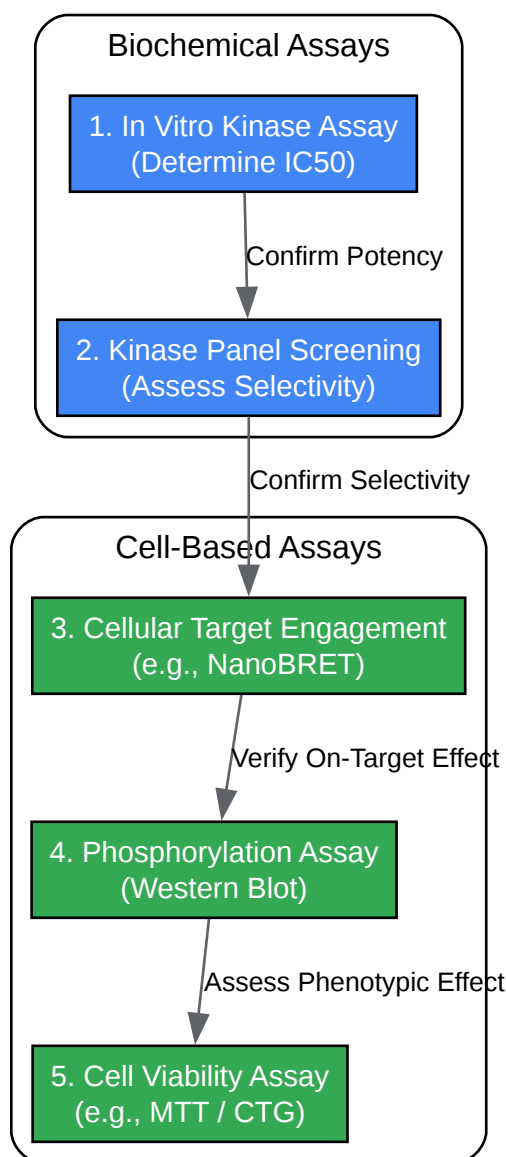 Biochemical Assays
1. In Vitro Kinase Assay
(Determine IC50)
Confirm Potency
2. Kinase Panel Screening
(Assess Selectivity)
Confirm Selectivity
Cell-Based Assays
3. Cellular Target Engagement
(e.g., NanoBRET)
Verify On-Target Effect
4. Phosphorylation Assay
(Western Blot)
Assess Phenotypic Effect
5. Cell Viability Assay
(e.g., MTT / CTG)